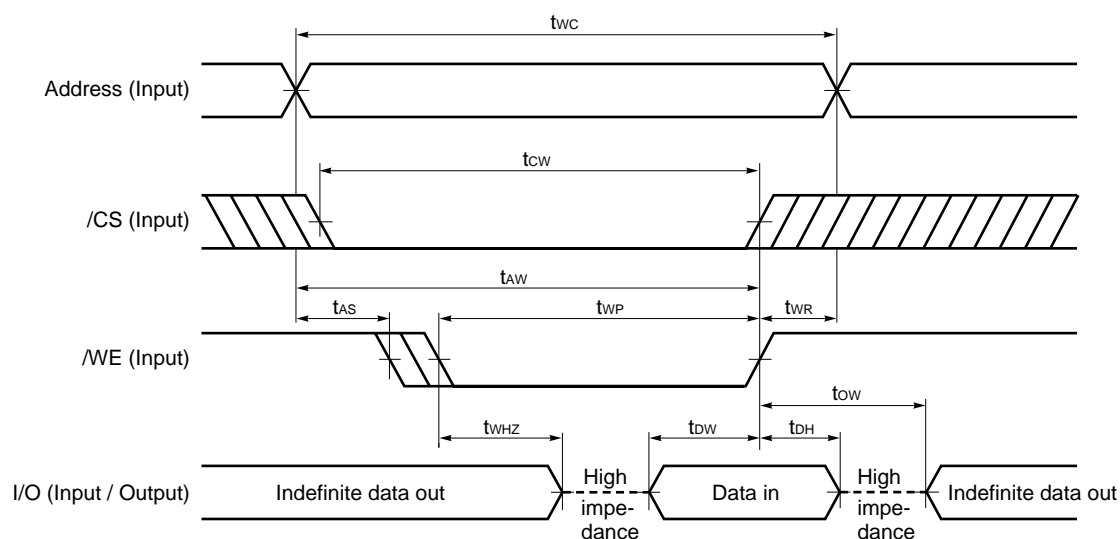 tWC
Address (Input)
tCW
/CS (Input)
tAW
tAS
tWP
tWR
/WE (Input)
tOW
tWHZ
tDW
tDH
I/O (Input / Output)
Indefinite data out
High
impe-
dance
Data in
High
impe-
dance
Indefinite data out